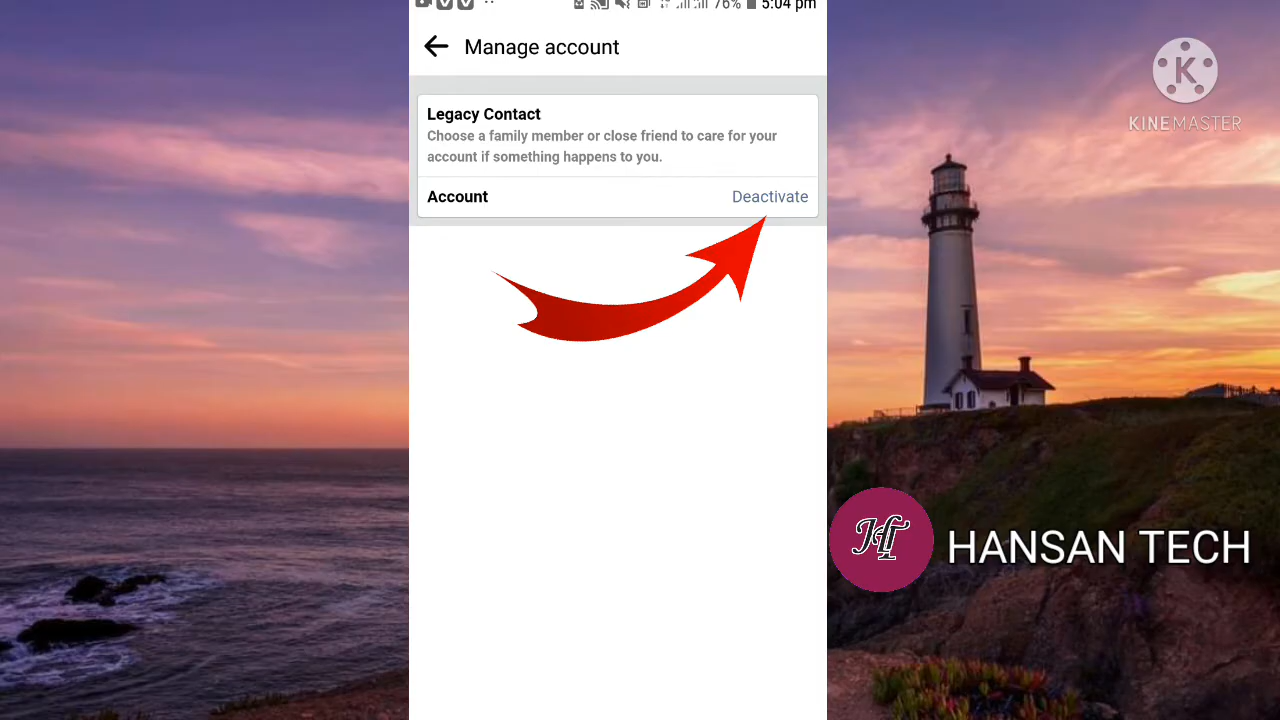 76% 5:04 pm
Manage account
Legacy Contact
Choose a family member or close friend to care for your
account if something happens to you.
Account Deactivate
K
KINEMASTER
HT
HANSAN TECH